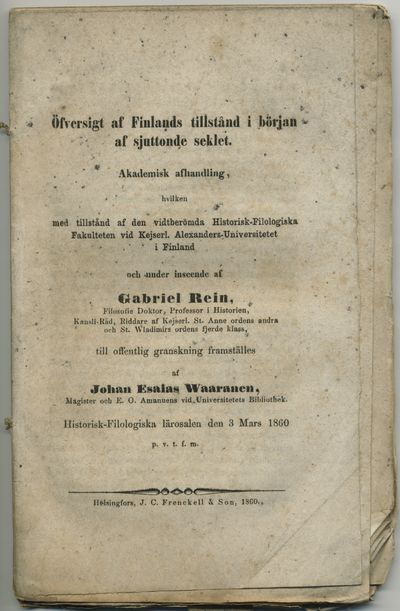 Öfversigt af Finlands tillstånd i början
af sjuttonde seklet.
Akademisk afhandling,
hvilken
med tillstånd af den vidtberömda Historisk-Filologiska
Fakulteten vid Kejserl. Alexanders-Universitetet
i Finland
och under inseende af
Gabriel Rein,
Filosofie Doktor, Professor i Historien,
Kansli-Råd, Riddare af Kejserl. St. Anne ordens andra
och St. Wladimirs ordens fjerde klass,
till offentlig granskning framställes
af
Johan Esaias Waaranen,
Magister och E. O. Amanuens vid Universitetets Bibliothek.
Historisk-Filologiska lärosalen den 3 Mars 1860
p. v. t. f. m.
Helsingfors, J. C. Frenckell & Son, 1860.